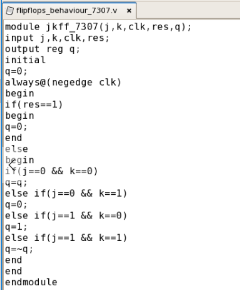 flipflops_behaviour_7307.v ×
module jkff_7307(j,k,clk,res,q);
input j,k,clk,res;
output reg q;
initial
q=0;
always@(negedge clk)
begin
if(res==1)
begin
q=0;
end
else
begin
if(j==0 && k==0)
q=q;
else if(j==0 && k==1)
q=0;
else if(j==1 && k==0)
q=1;
else if(j==1 && k==1)
q=~q;
end
end
endmodule